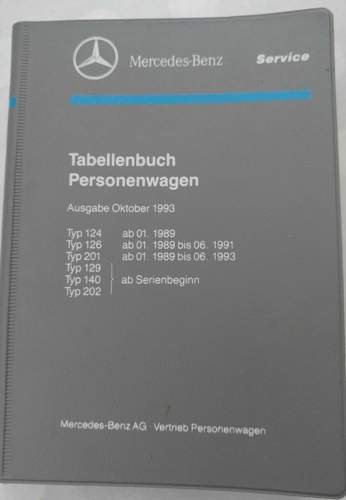 Mercedes-Benz Service
Tabellenbuch
Personenwagen
Ausgabe Oktober 1993
Typ 124 ab 01. 1989
Typ 126 ab 01. 1989 bis 06. 1991
Typ 201 ab 01. 1989 bis 06. 1993
Typ 129
Typ 140 ab Serienbeginn
Typ 202
Mercedes-Benz AG · Vertrieb Personenwagen